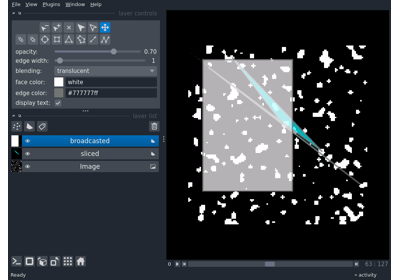 File View Plugins Window Help
layer controls
opacity: 0.70
edge width: 1
blending: translucent
face color: white
edge color: #777777ff
display text:
layer list
broadcasted
sliced
Image
63 127
Ready
activity